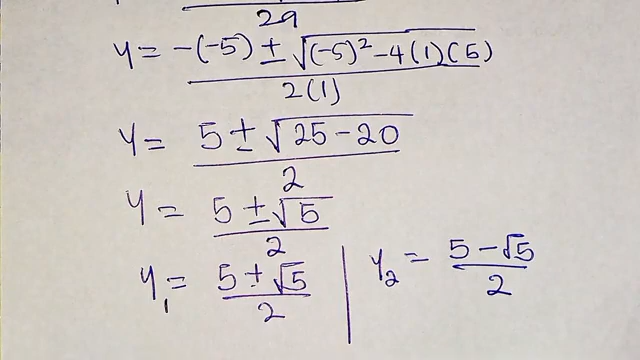 2a
y = -(-5) ± √(-5)² - 4(1)(5) / 2(1)
y = 5 ± √25 - 20 / 2
y = 5 ± √5 / 2
y₁ = 5 ± √5 / 2 | y₂ = 5 - √5 / 2